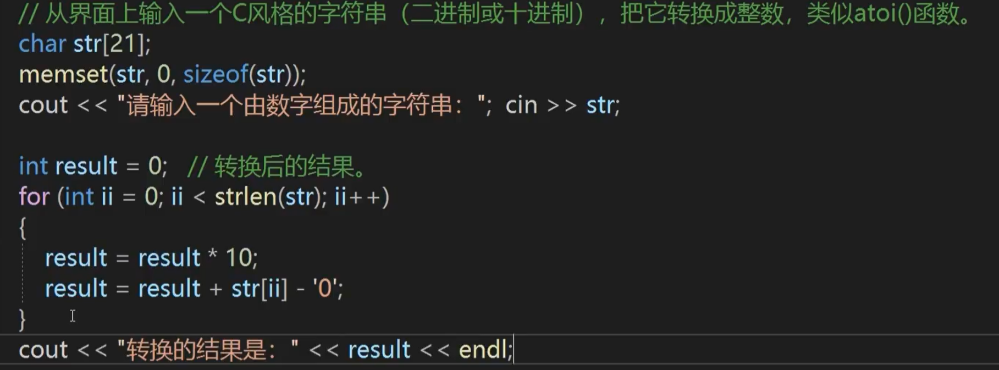 // 从界面上输入一个C风格的字符串（二进制或十进制），把它转换成整数，类似atoi()函数。
char str[21];
memset(str, 0, sizeof(str));
cout << "请输入一个由数字组成的字符串：";  cin >> str;
int result = 0;   // 转换后的结果。
for (int ii = 0; ii < strlen(str); ii++)
{
result = result * 10;
result = result + str[ii] - '0';
}
cout << "转换的结果是：" << result << endl;